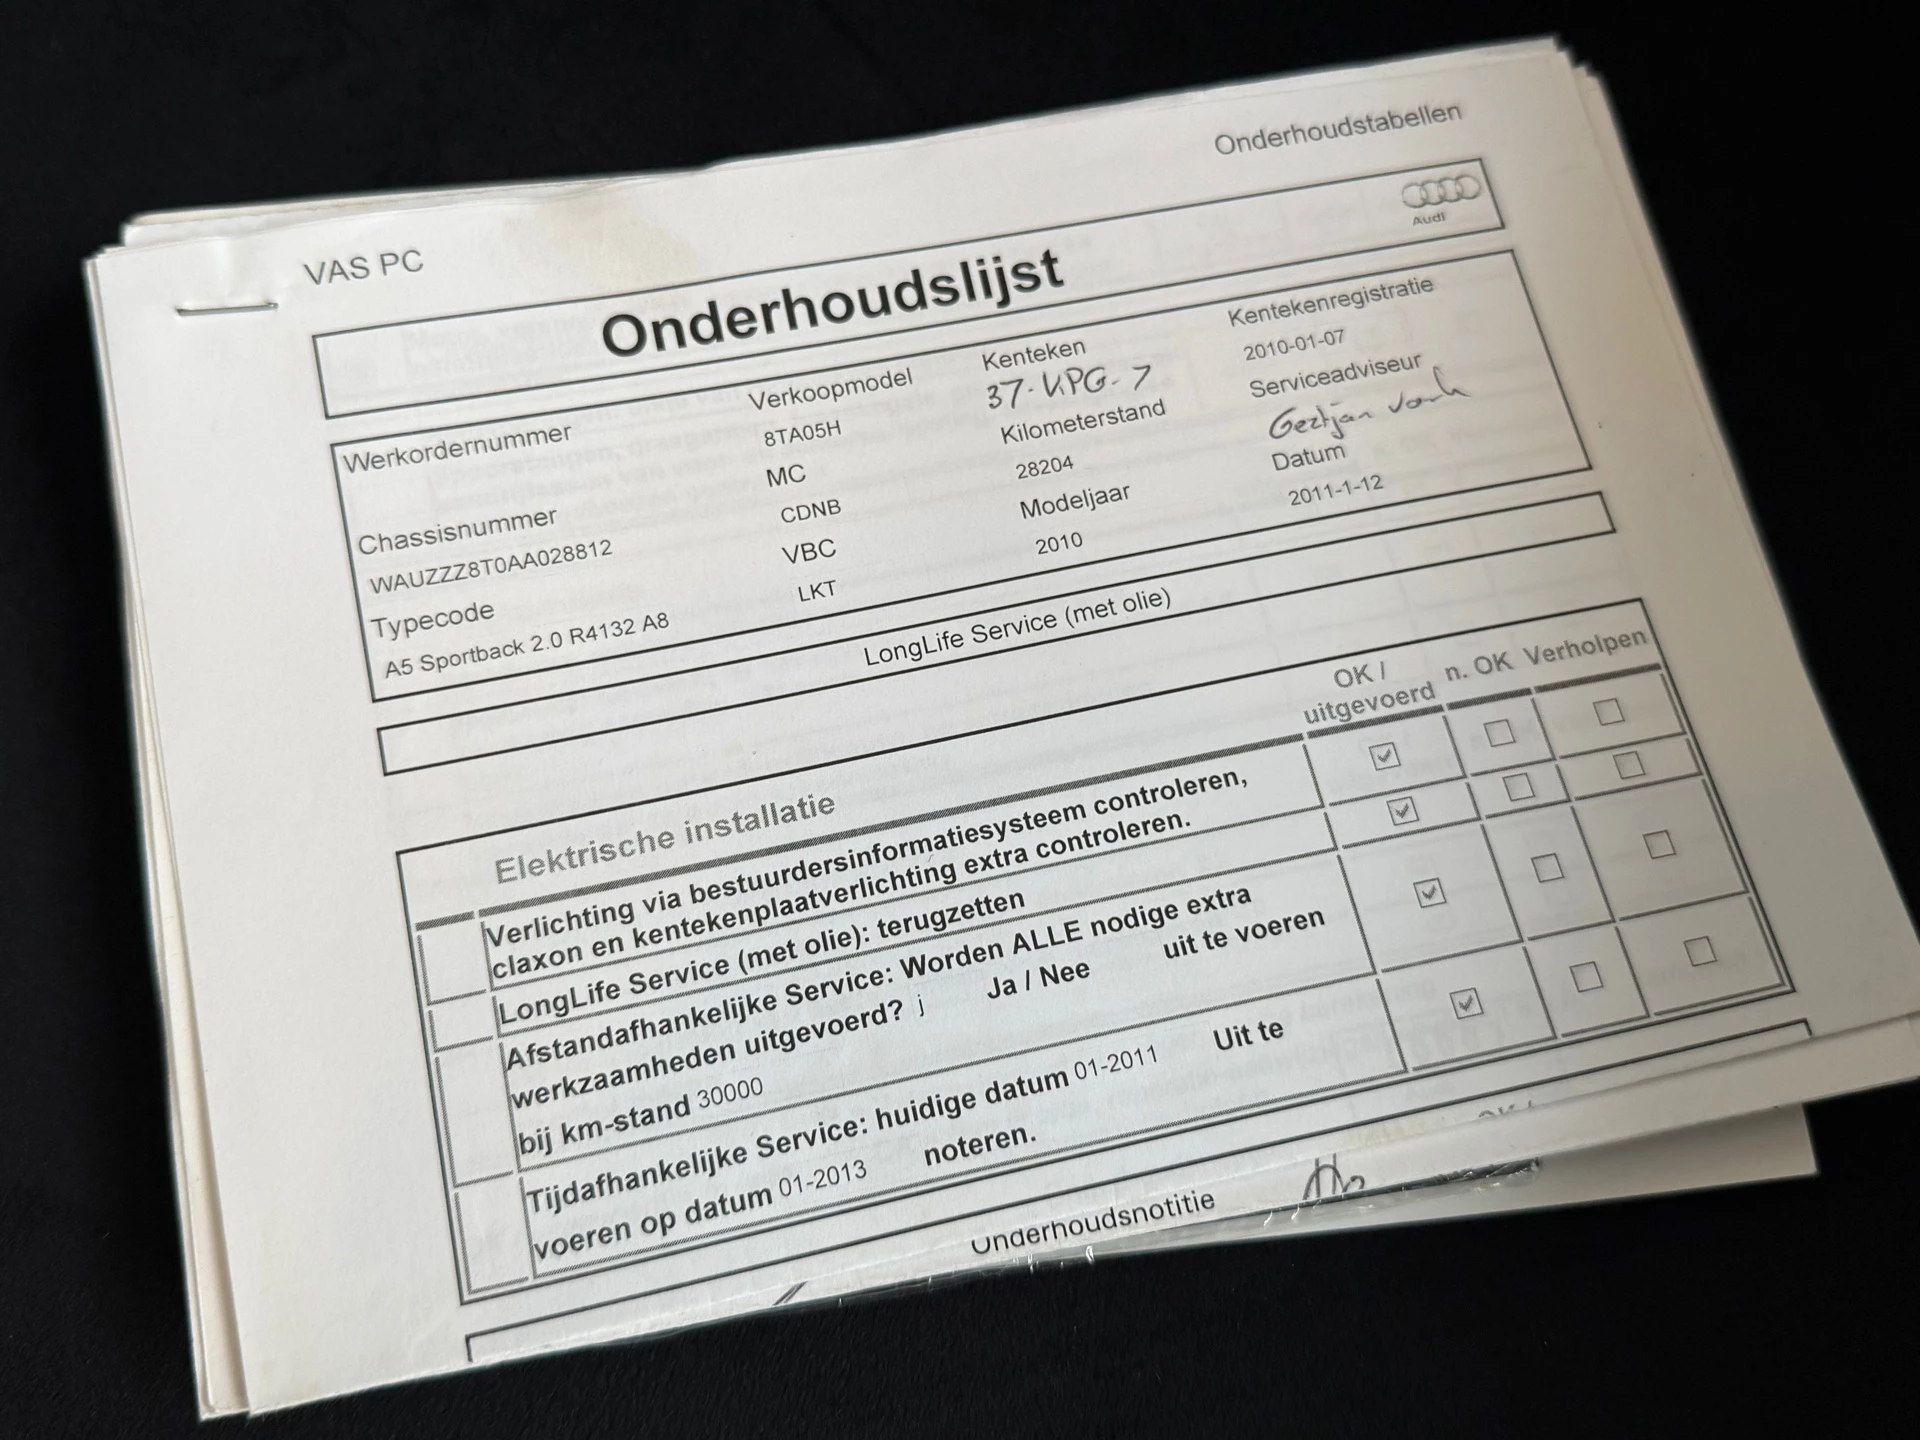 Onderhoudstabellen
VAS PC
Audi
Onderhoudslijst
Werkordernummer
Verkoopmodel
Kenteken
Kentekenregistratie
8TA05H
37-VPG-7
2010-01-07
Chassisnummer
MC
Kilometerstand
Serviceadviseur
WAUZZZ8T0AA028812
CDNB
28204
Gertjan
Typecode
VBC
Modeljaar
Datum
A5 Sportback 2.0 R4132 A8
LKT
2010
2011-1-12
LongLife Service (met olie)
Elektrische installatie
OK /
uitgevoerd
n. OK
Verholpen
Verlichting via bestuurdersinformatiesysteem controleren,
claxon en kentekenplaatverlichting extra controleren.
LongLife Service (met olie): terugzetten
Afstandafhankelijke Service: Worden ALLE nodige extra
werkzaamheden uitgevoerd? j Ja / Nee uit te voeren
bij km-stand 30000
Tijdafhankelijke Service: huidige datum 01-2011 Uit te
voeren op datum 01-2013 noteren.
Onderhoudsnotitie